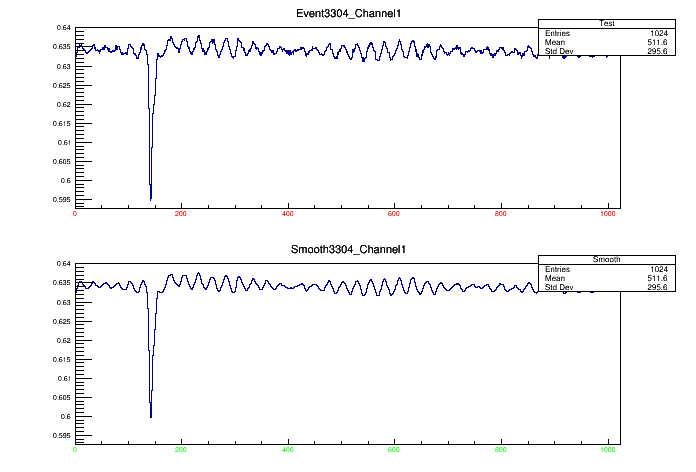 Event3304_Channel1
Test
Entries 1024
Mean 511.6
Std Dev 295.6
0.64
0.635
0.63
0.625
0.62
0.615
0.61
0.605
0.6
0.595
0 200 400 600 800 1000
Smooth3304_Channel1
Smooth
Entries 1024
Mean 511.6
Std Dev 295.6
0.64
0.635
0.63
0.625
0.62
0.615
0.61
0.605
0.6
0.595
0 200 400 600 800 1000